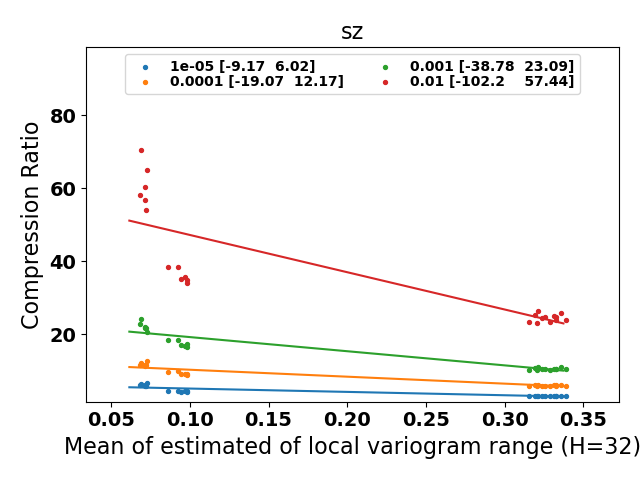 sz
1e-05 [-9.17  6.02]
0.0001 [-19.07  12.17]
0.001 [-38.78  23.09]
0.01 [-102.2    57.44]
Compression Ratio
80
60
40
20
0.05 0.10 0.15 0.20 0.25 0.30 0.35
Mean of estimated of local variogram range (H=32)